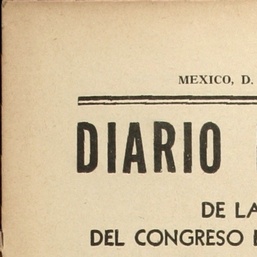 MEXICO, D.
DIARIO
DE LA
DEL CONGRESO